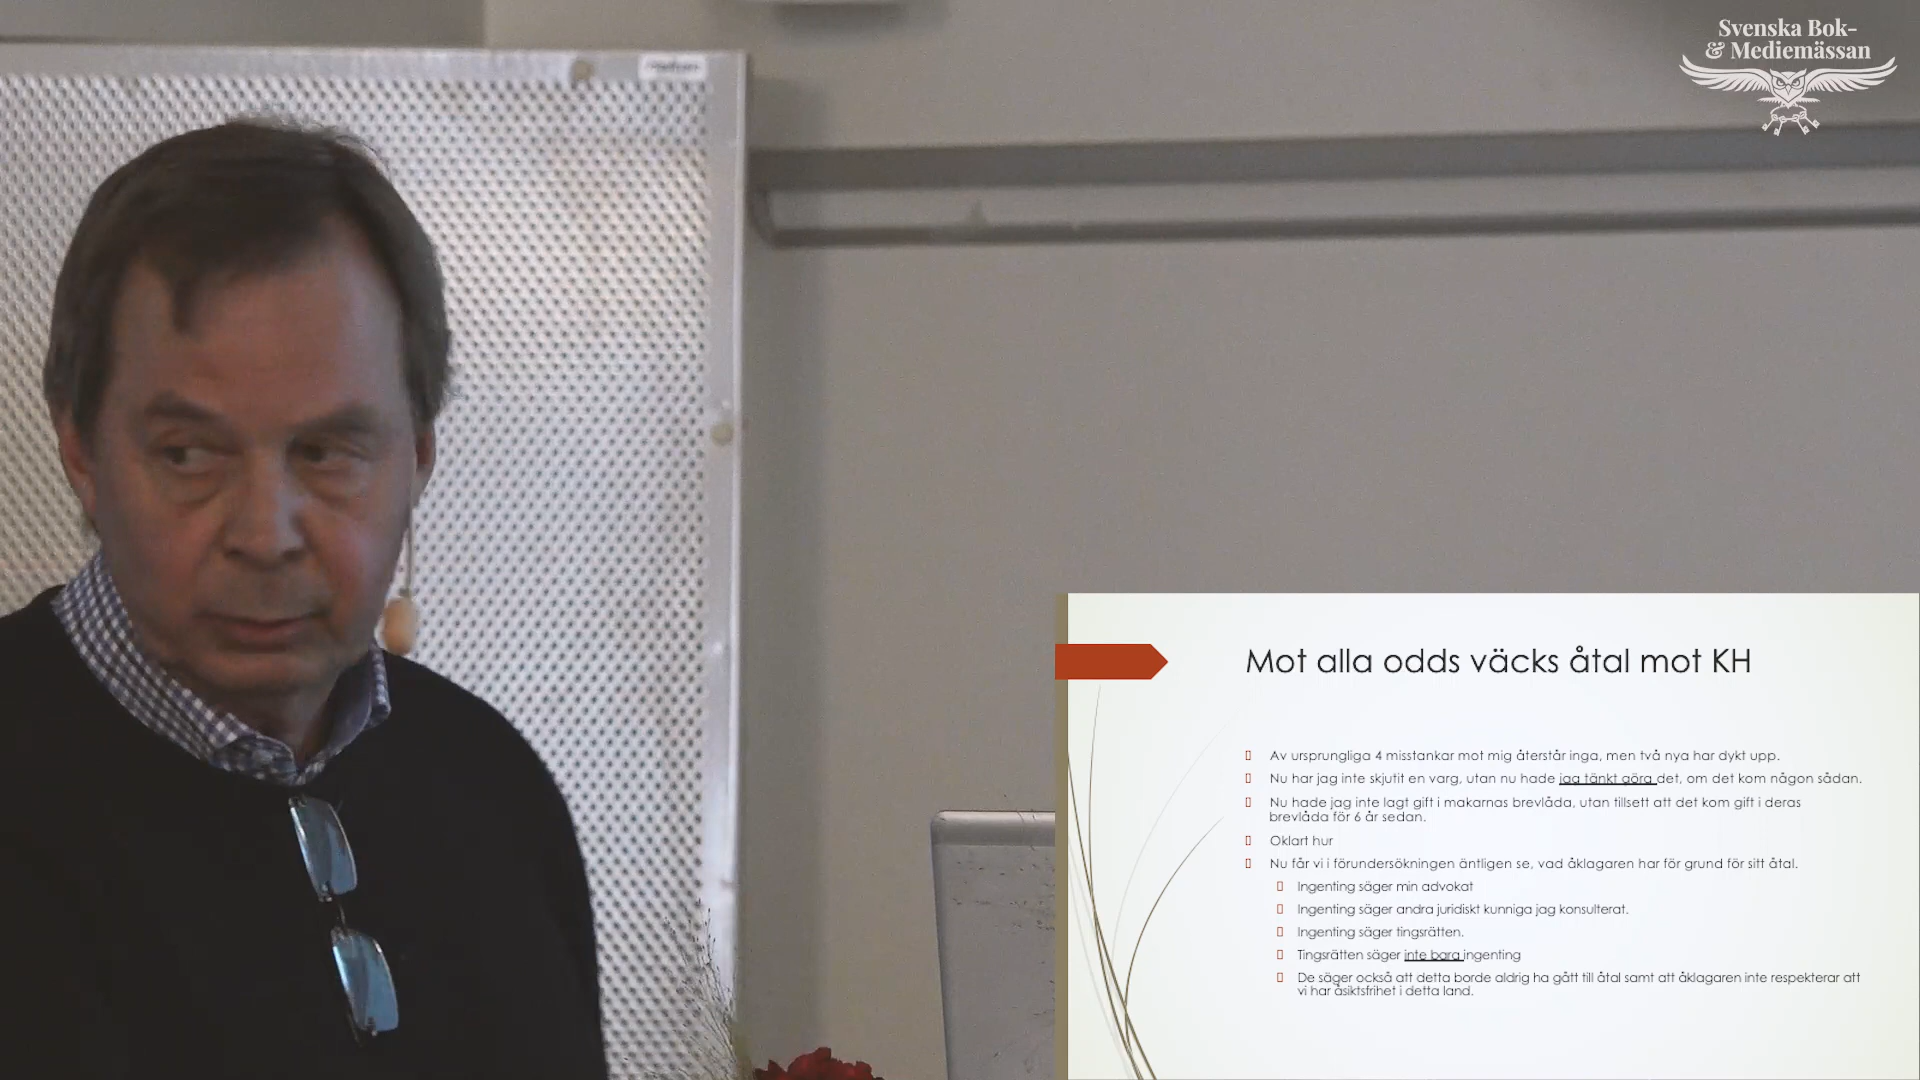 Svenska Bok-
& Mediemässan
Mot alla odds väcks åtal mot KH
Av ursprungliga 4 misstankar mot mig återstår inga, men två nya har dykt upp.
Nu har jag inte skjutit en varg, utan nu hade jag tänkt göra det, om det kom någon sådan.
Nu hade jag inte lagt gift i makarnas brevlåda, utan tillsett att det kom gift i deras
brevlåda för 6 år sedan.
Oklart hur
Nu får vi i förundersökningen äntligen se, vad åklagaren har för grund för sitt åtal.
Ingenting säger min advokat
Ingenting säger andra juridiskt kunniga jag konsulterat.
Ingenting säger tingsrätten.
Tingsrätten säger inte bara ingenting
De säger också att detta borde aldrig ha gått till åtal samt att åklagaren inte respekterar att
vi har åsiktsfrihet i detta land.